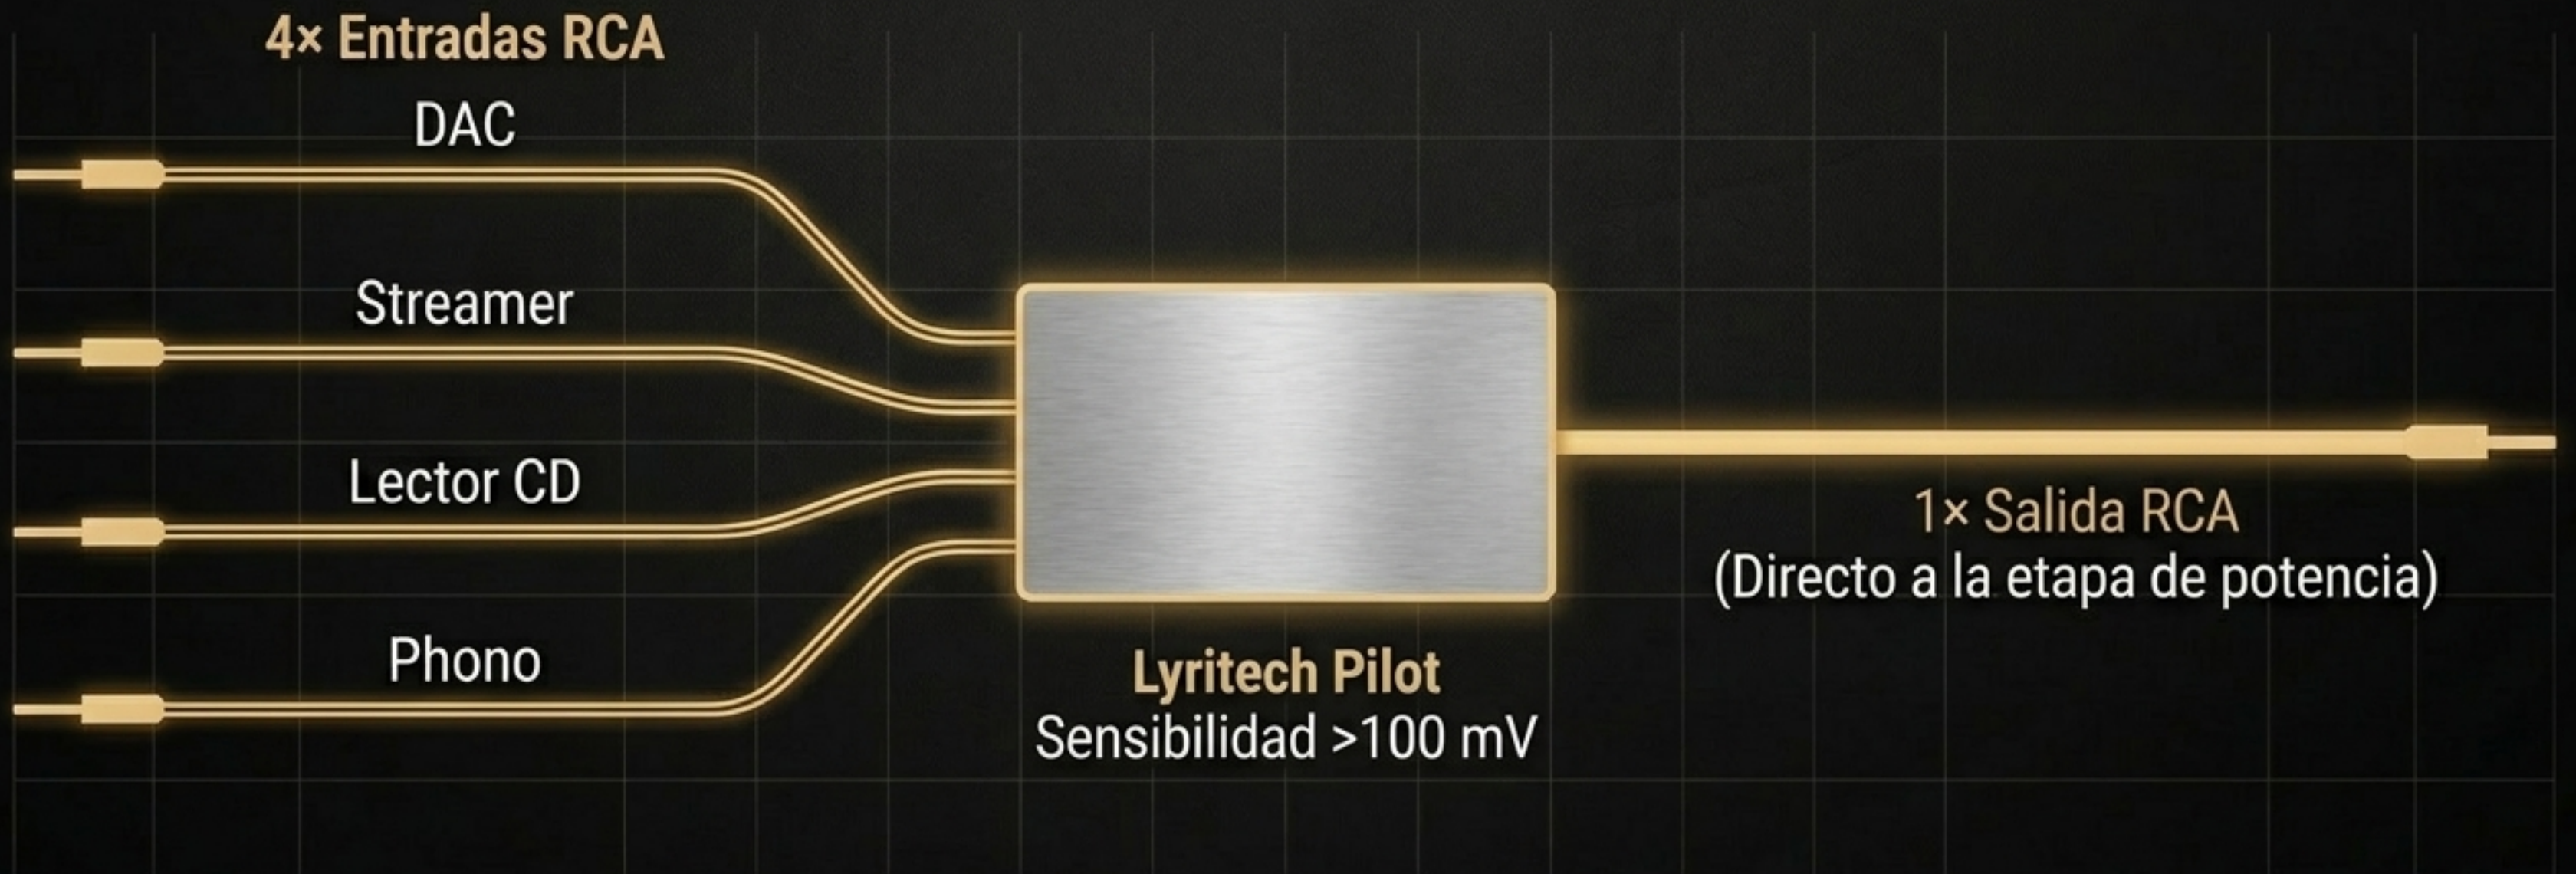 4× Entradas RCA
DAC
Streamer
Lector CD
Phono
Lyritech Pilot
Sensibilidad >100 mV
1× Salida RCA
(Directo a la etapa de potencia)